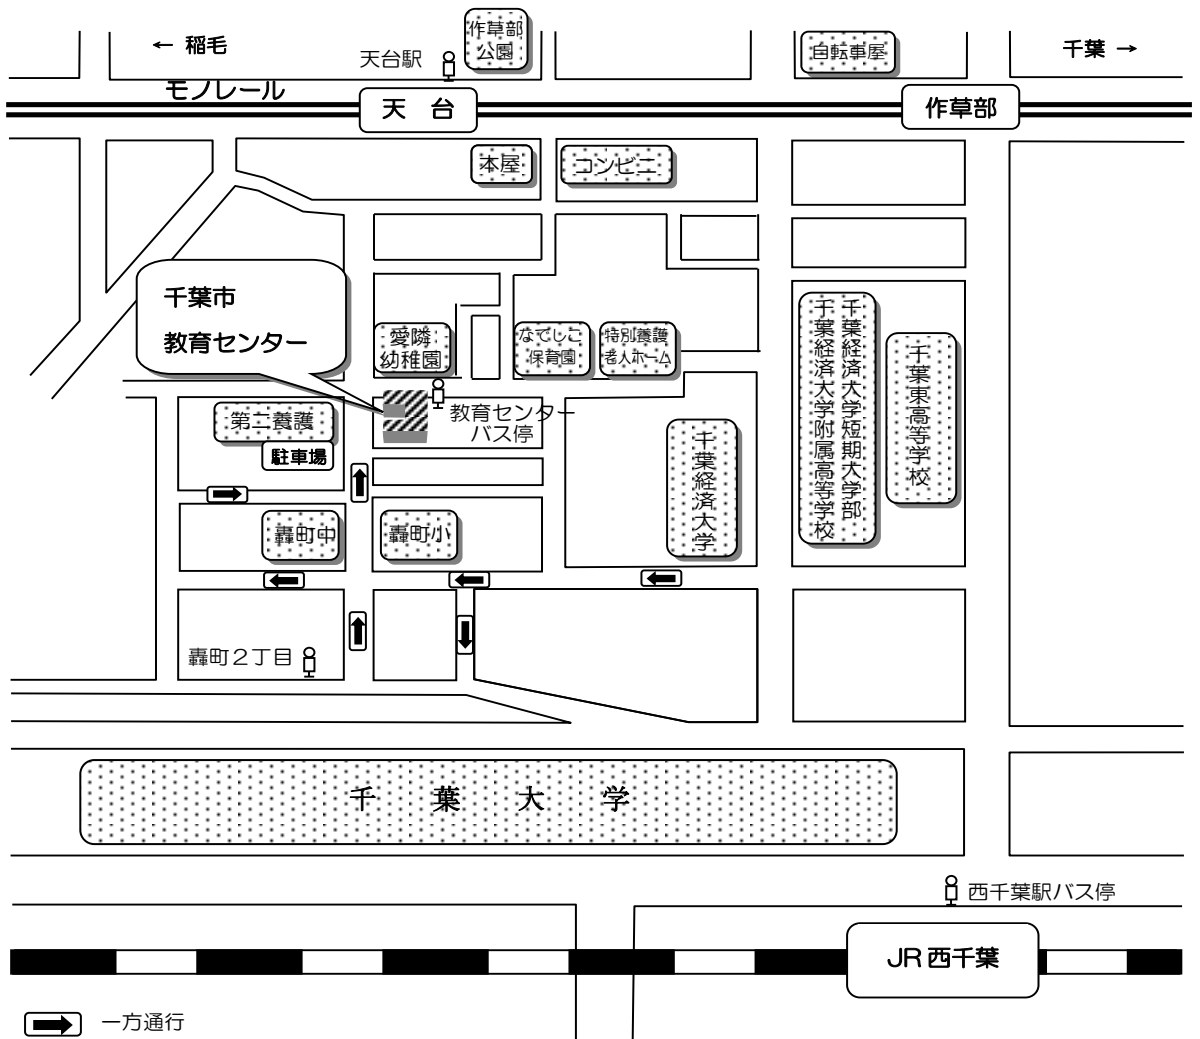 ← 稲毛
天台駅
作草部
公園
自転車屋
千葉 →
モノレール
天 台
作草部
本屋
コンビニ
千葉市
教育センター
愛隣
幼稚園
なでしこ
保育園
特別養護
老人ホーム
千葉経済大学短期大学部
千葉経済大学附属高等学校
千葉東高等学校
教育センター
バス停
第二養護
駐車場
千葉経済大学
轟町中
轟町小
轟町2丁目
千 葉 大 学
西千葉駅バス停
JR 西千葉
一方通行